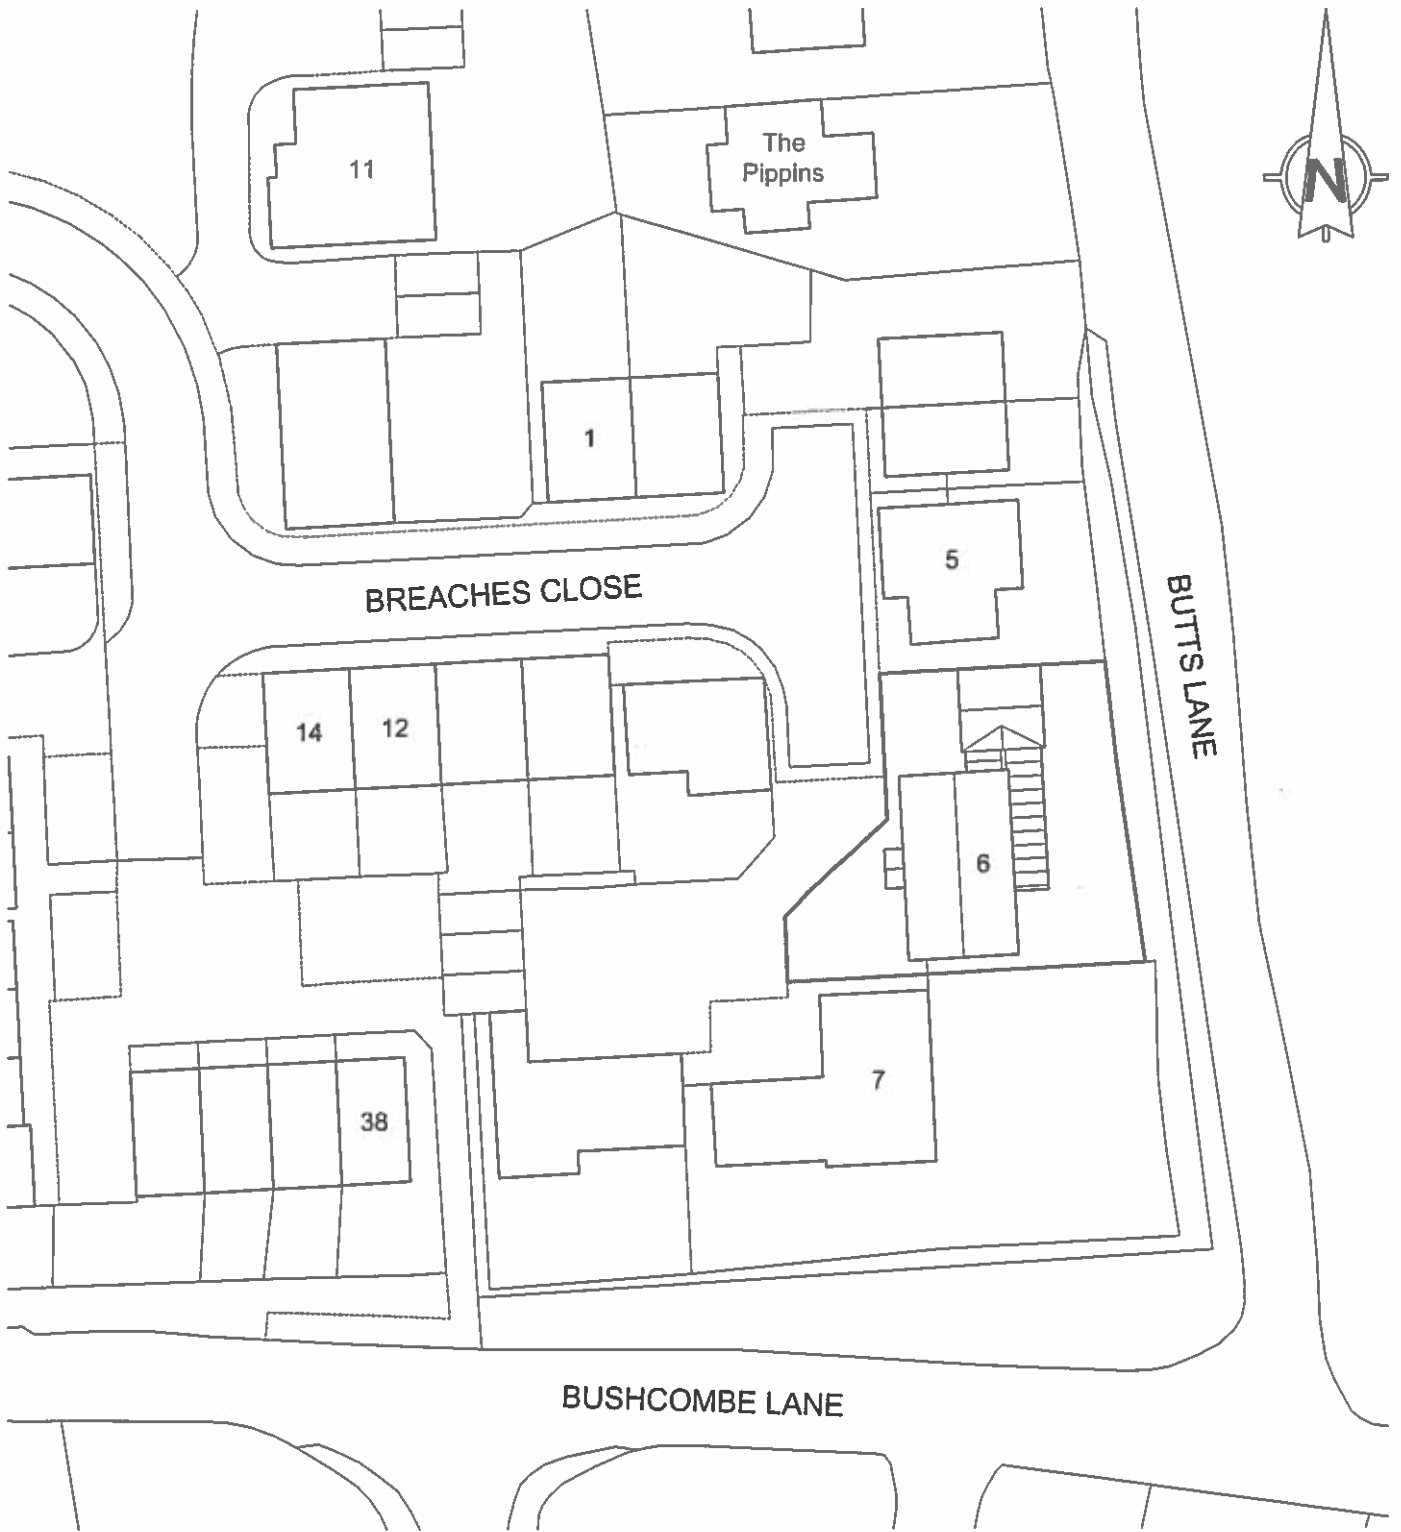 The
Pippins
N
11
1
BREACHES CLOSE
5
BUTTS LANE
14
12
6
7
38
BUSHCOMBE LANE